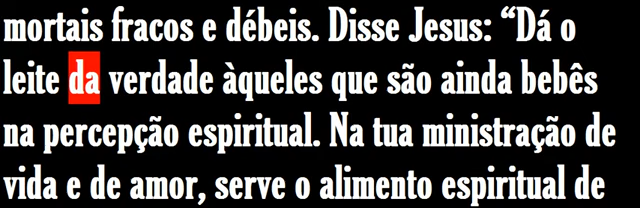 mortais fracos e débeis. Disse Jesus: “Dá o
leite da verdade àqueles que são ainda bebês
na percepção espiritual. Na tua ministração de
vida e de amor, serve o alimento espiritual de